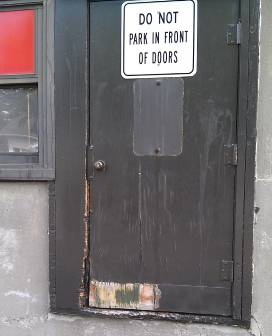 DO NOT
PARK IN FRONT
OF DOORS